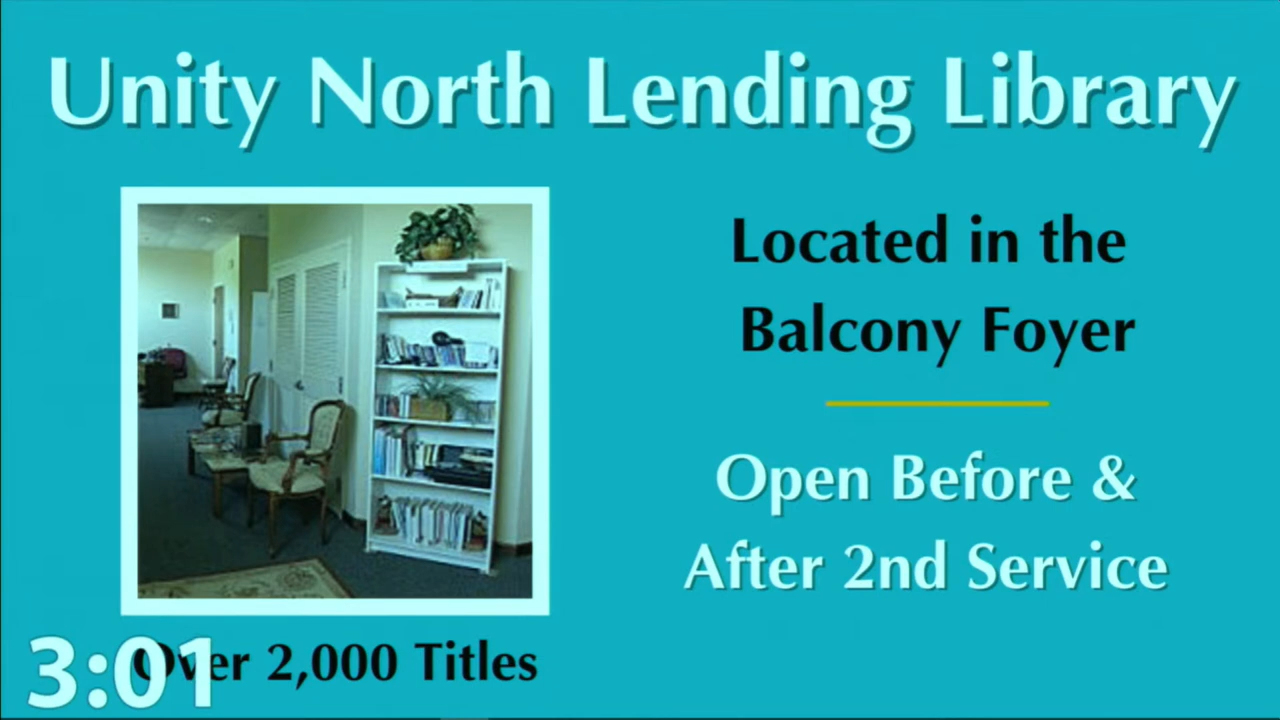 Unity North Lending Library
Located in the
Balcony Foyer
Open Before &
After 2nd Service
Over 2,000 Titles
3:01